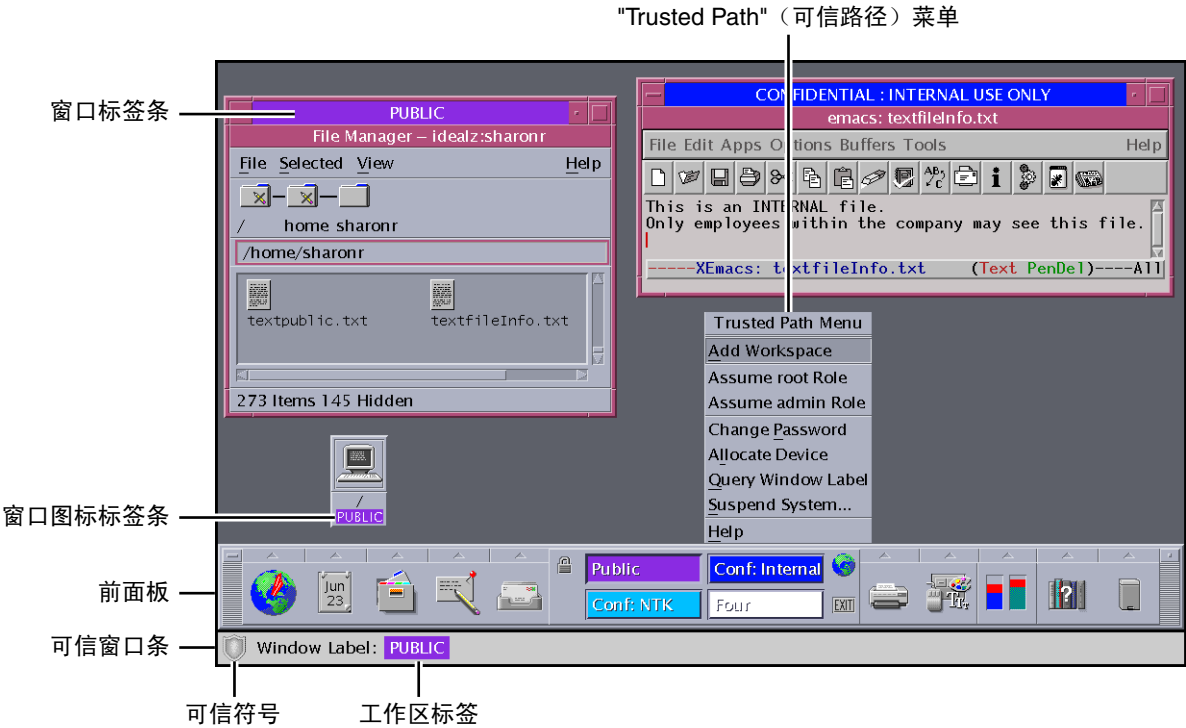 "Trusted Path"（可信路径）菜单
窗口标签条
PUBLIC
File Manager – idealz:sharonr
File Selected View Help
/ home sharonr
/home/sharonr
textpublic.txt textfileInfo.txt
273 Items 145 Hidden
CONFIDENTIAL : INTERNAL USE ONLY
emacs: textfileInfo.txt
File Edit Apps Options Buffers Tools Help
This is an INTERNAL file.
Only employees within the company may see this file.
-----XEmacs: textfileInfo.txt (Text PenDel)----All
Trusted Path Menu
Add Workspace
Assume root Role
Assume admin Role
Change Password
Allocate Device
Query Window Label
Suspend System...
Help
/
窗口图标标签条
PUBLIC
前面板
Jun
23
Public
Conf: Internal
Conf: NTK
Four
EXIT
可信窗口条
Window Label: PUBLIC
可信符号
工作区标签